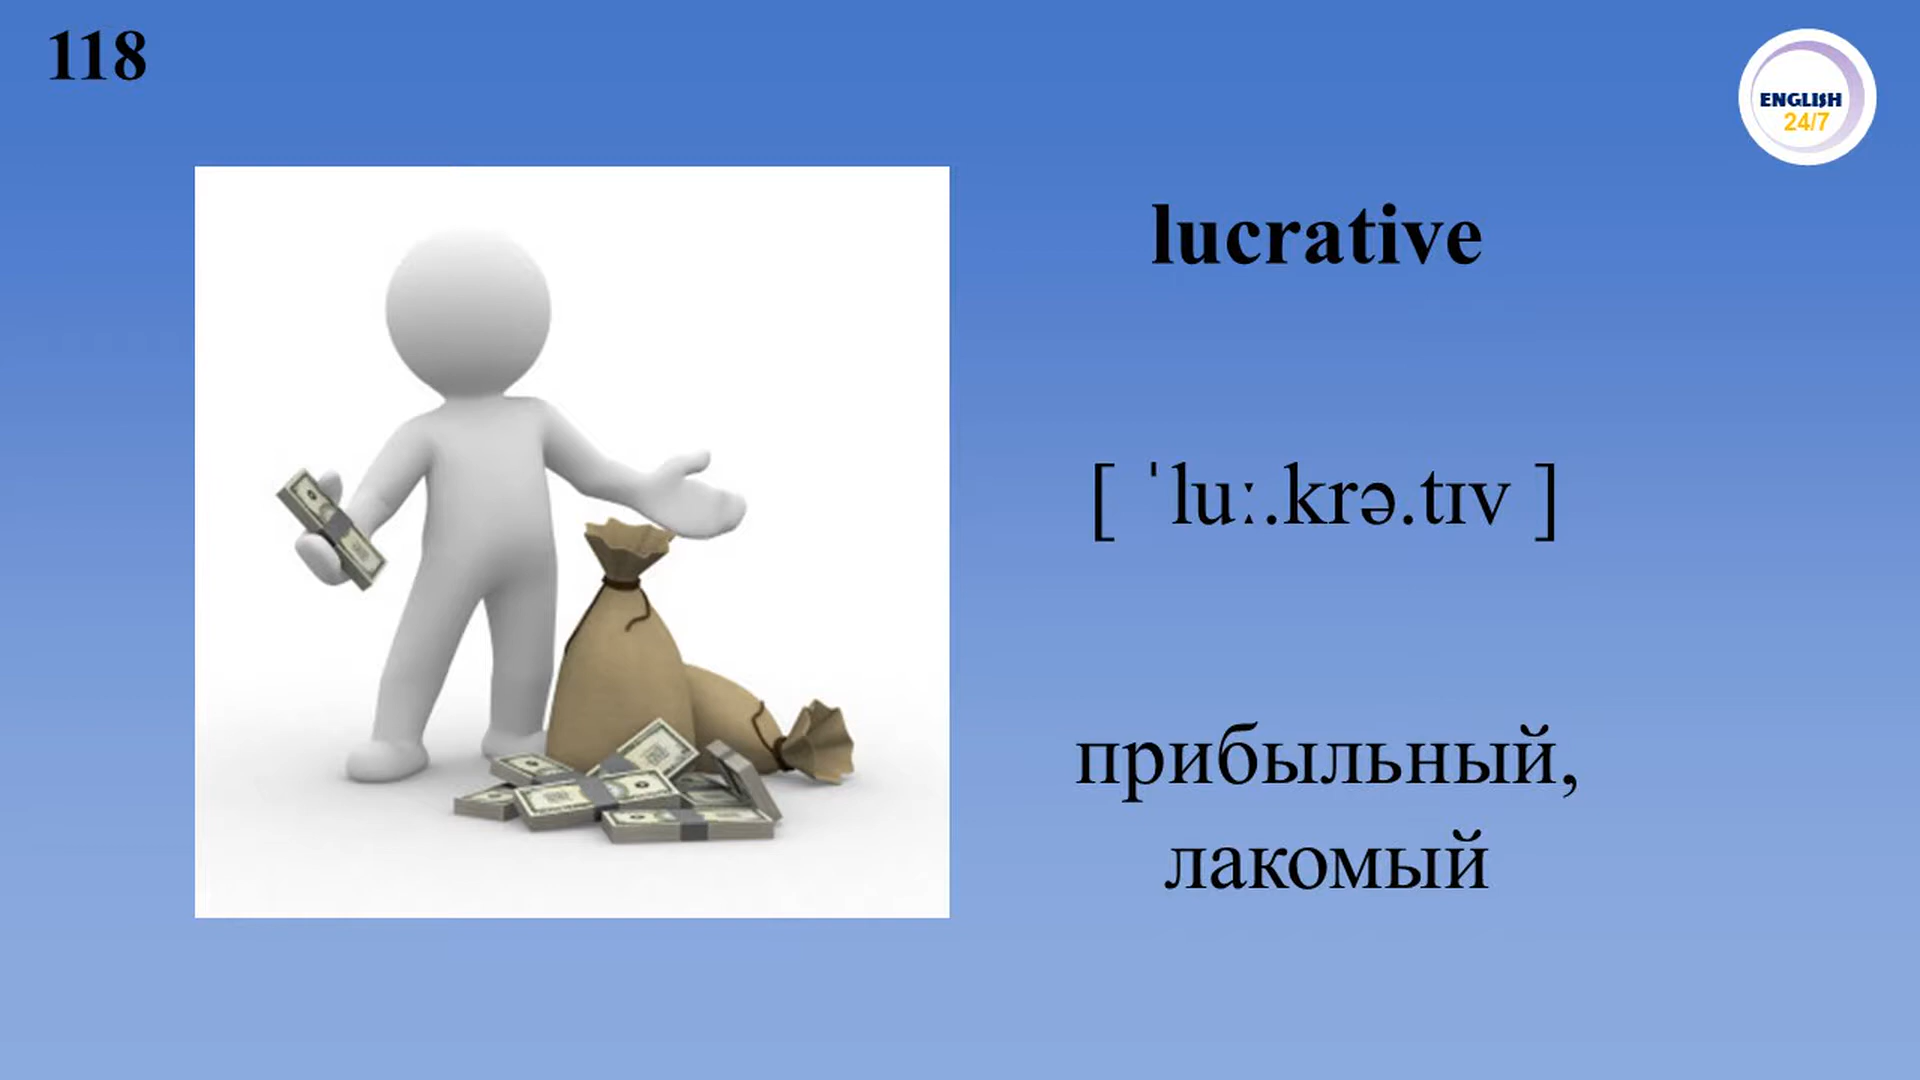 118
ENGLISH
24/7
lucrative
[ ˈluː.krə.tɪv ]
прибыльный,
лакомый